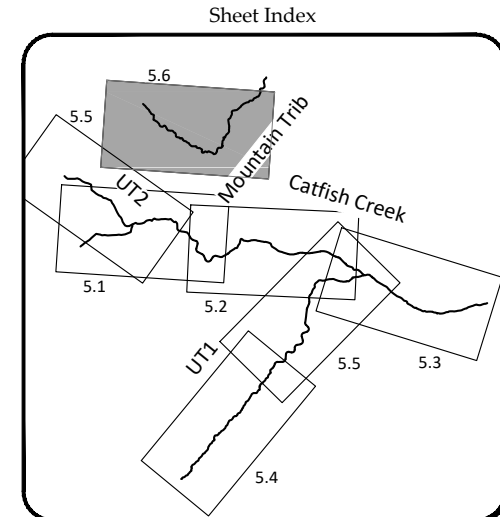 Sheet Index
5.6
5.5
Mountain Trib
UT2
Catfish Creek
5.1
5.2
UT1
5.5
5.3
5.4